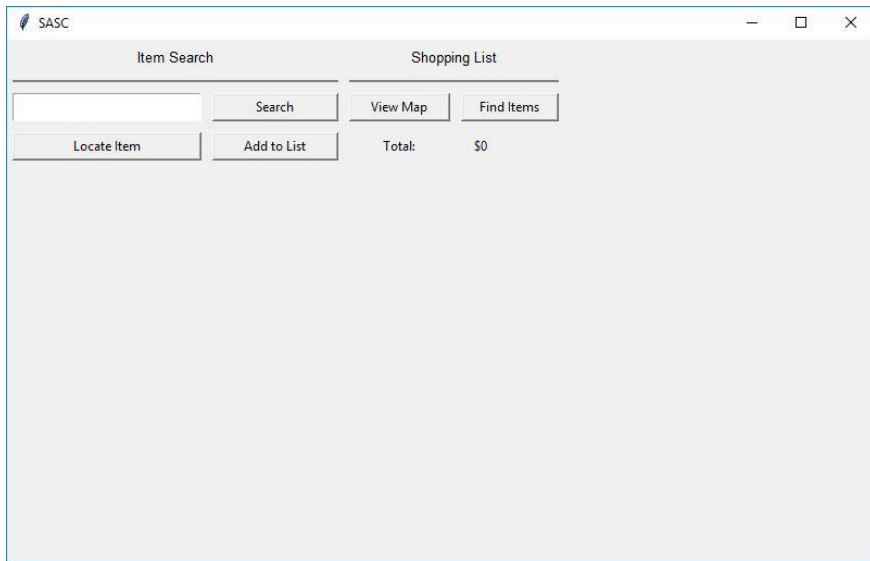 SASC
Item Search Shopping List
Search View Map Find Items
Locate Item Add to List Total: $0